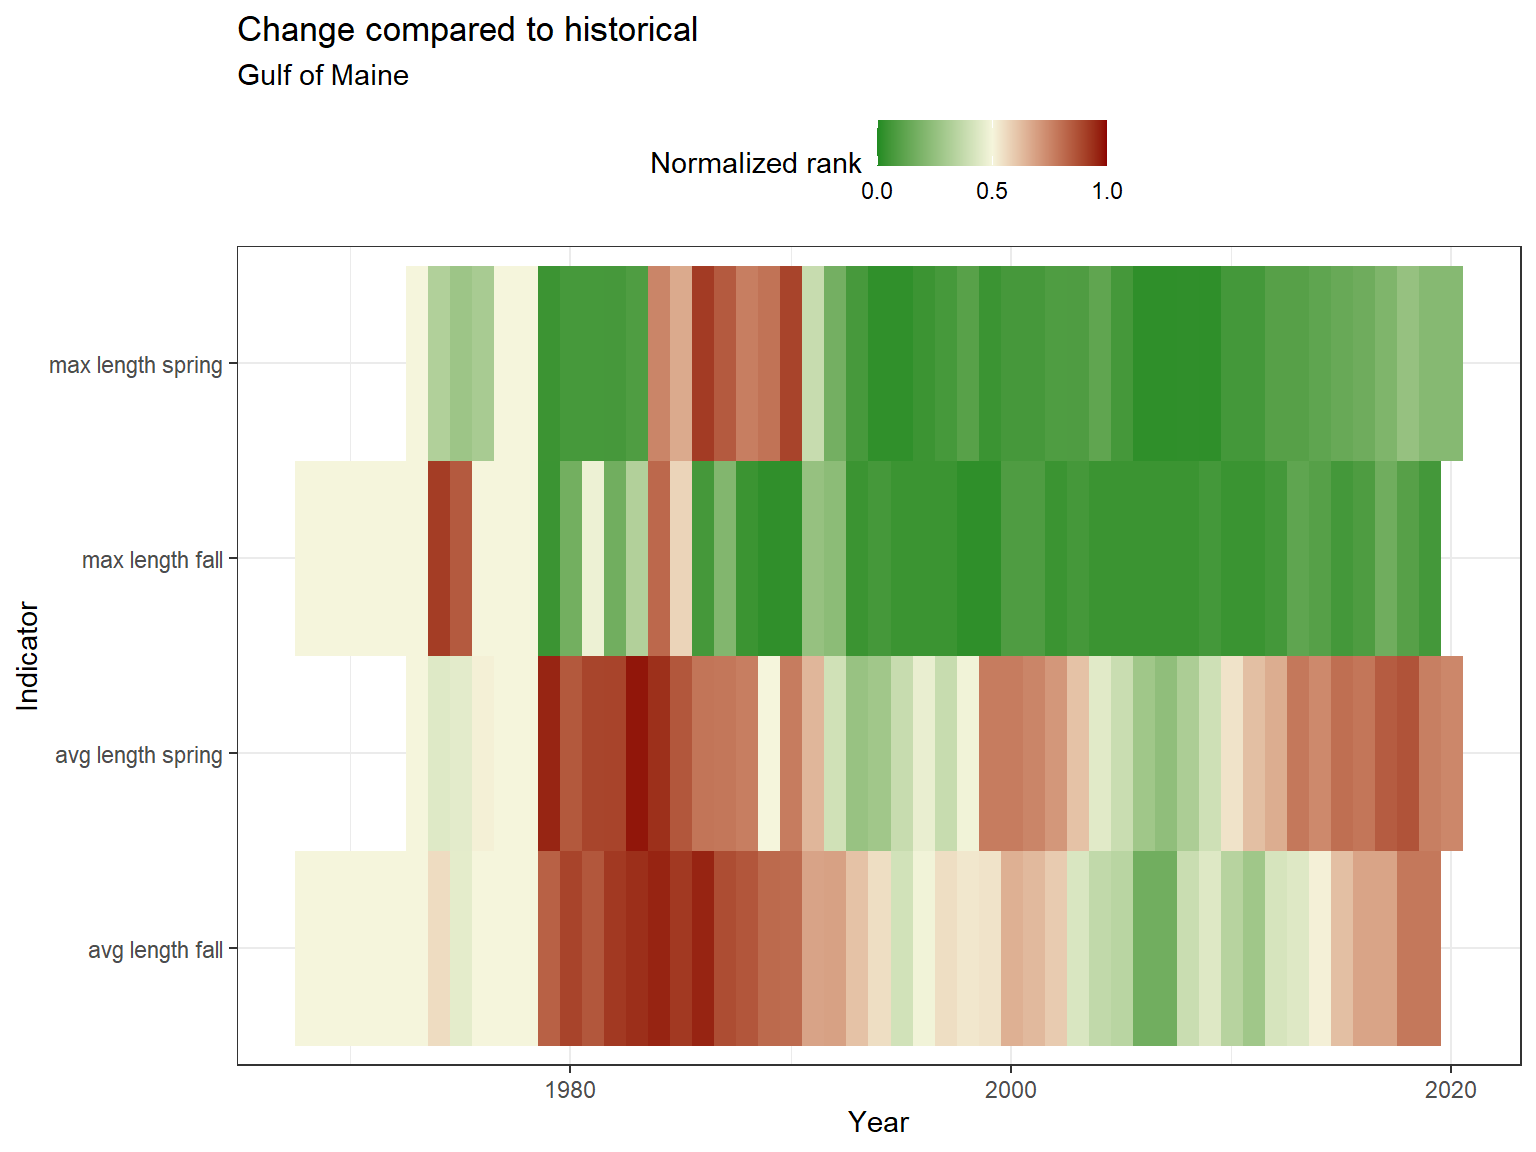 Change compared to historical
Gulf of Maine
Normalized rank
0.0 0.5 1.0
max length spring
max length fall
avg length spring
avg length fall
Indicator
1980 2000 2020
Year